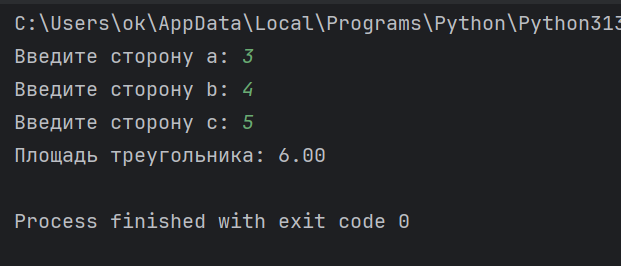 C:\Users\ok\AppData\Local\Programs\Python\Python313
Введите сторону a: 3
Введите сторону b: 4
Введите сторону c: 5
Площадь треугольника: 6.00
Process finished with exit code 0